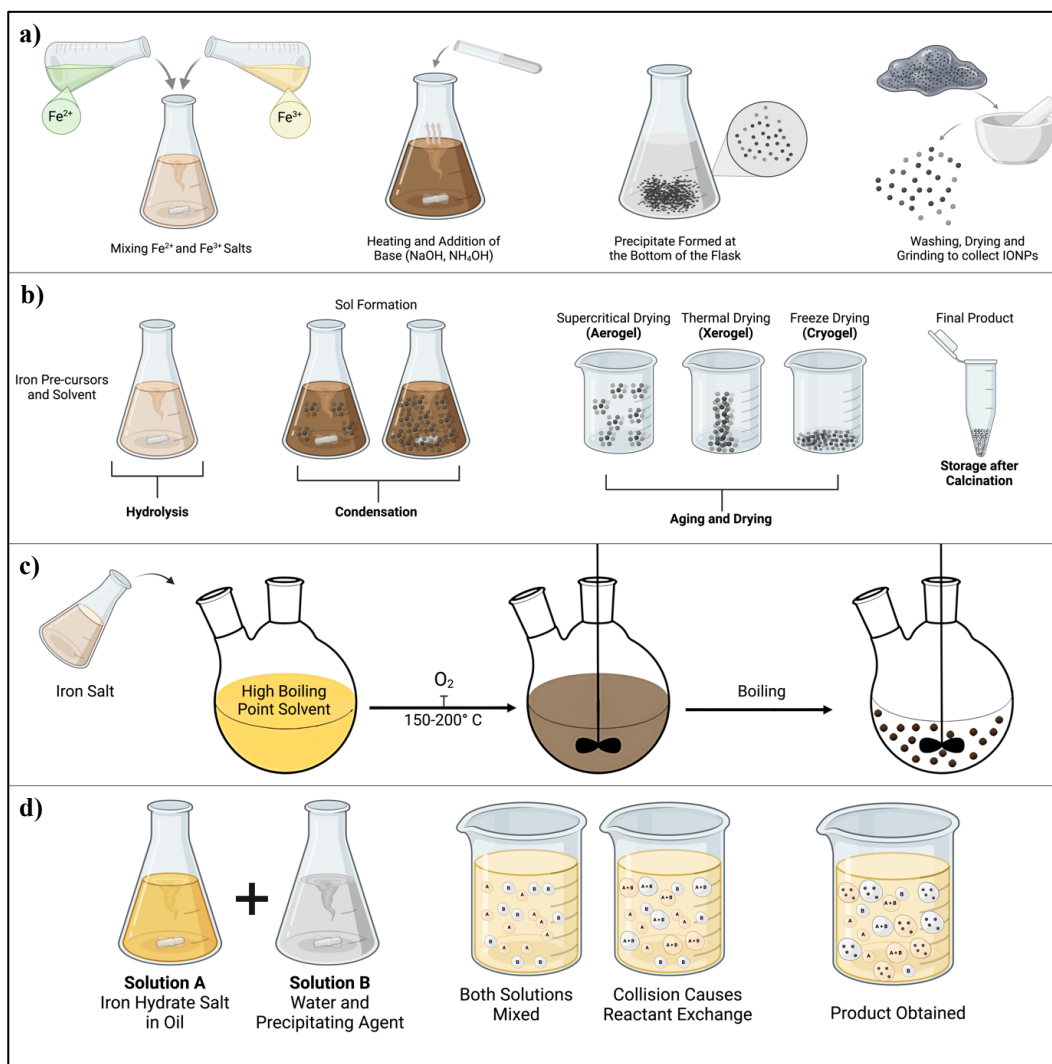 a)
Fe²⁺
Fe³⁺
Mixing Fe²⁺ and Fe³⁺ Salts
Heating and Addition of
Base (NaOH, NH₄OH)
Precipitate Formed at
the Bottom of the Flask
Washing, Drying and
Grinding to collect IONPs
b)
Iron Pre-cursors
and Solvent
Hydrolysis
Sol Formation
Condensation
Supercritical Drying
(Aerogel)
Thermal Drying
(Xerogel)
Freeze Drying
(Cryogel)
Aging and Drying
Final Product
Storage after
Calcination
c)
Iron Salt
High Boiling
Point Solvent
O₂
150-200° C
Boiling
d)
+
Solution A
Iron Hydrate Salt
in Oil
Solution B
Water and
Precipitating Agent
A B B B
A A
B A A B
A B A A
B A
B B B
Both Solutions
Mixed
A+B
A+B
A+B
A+B
A+B
A+B
A+B
Collision Causes
Reactant Exchange
B
A+B
B
A
A+B
A
A+B
B
Product Obtained